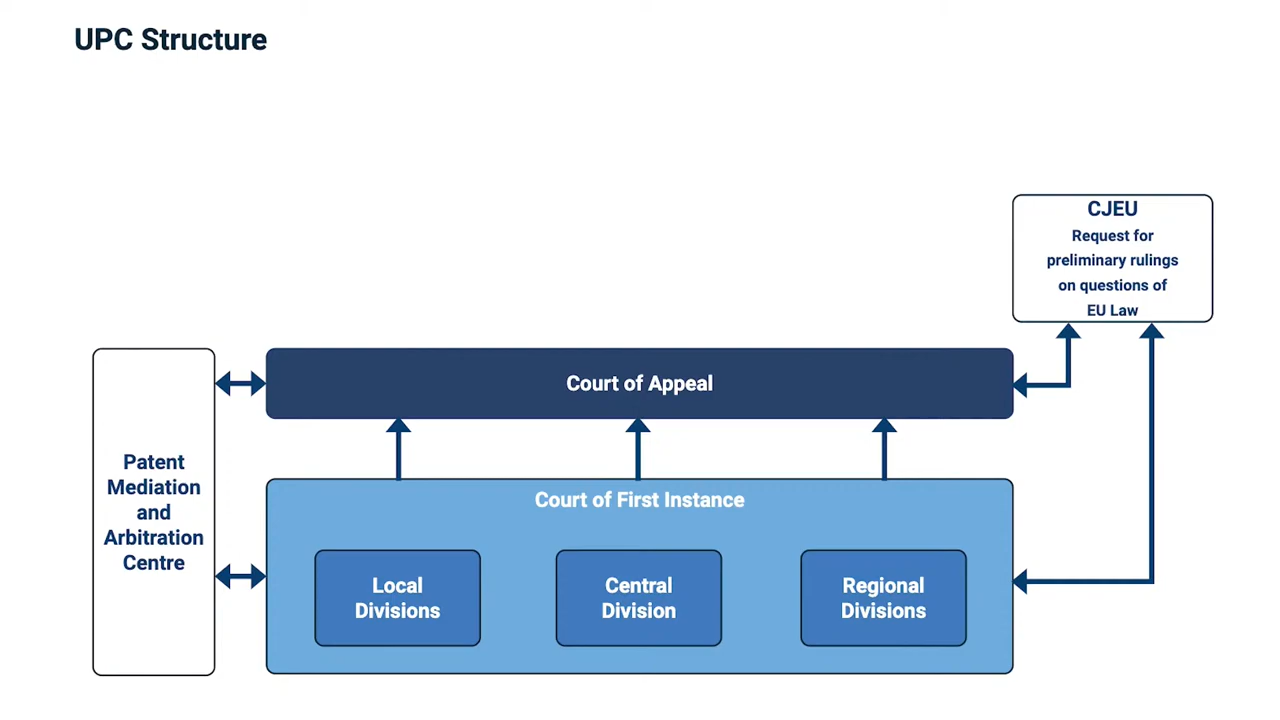 UPC Structure
CJEU
Request for
preliminary rulings
on questions of
EU Law
Court of Appeal
Patent
Mediation
and
Arbitration
Centre
Court of First Instance
Local
Divisions
Central
Division
Regional
Divisions